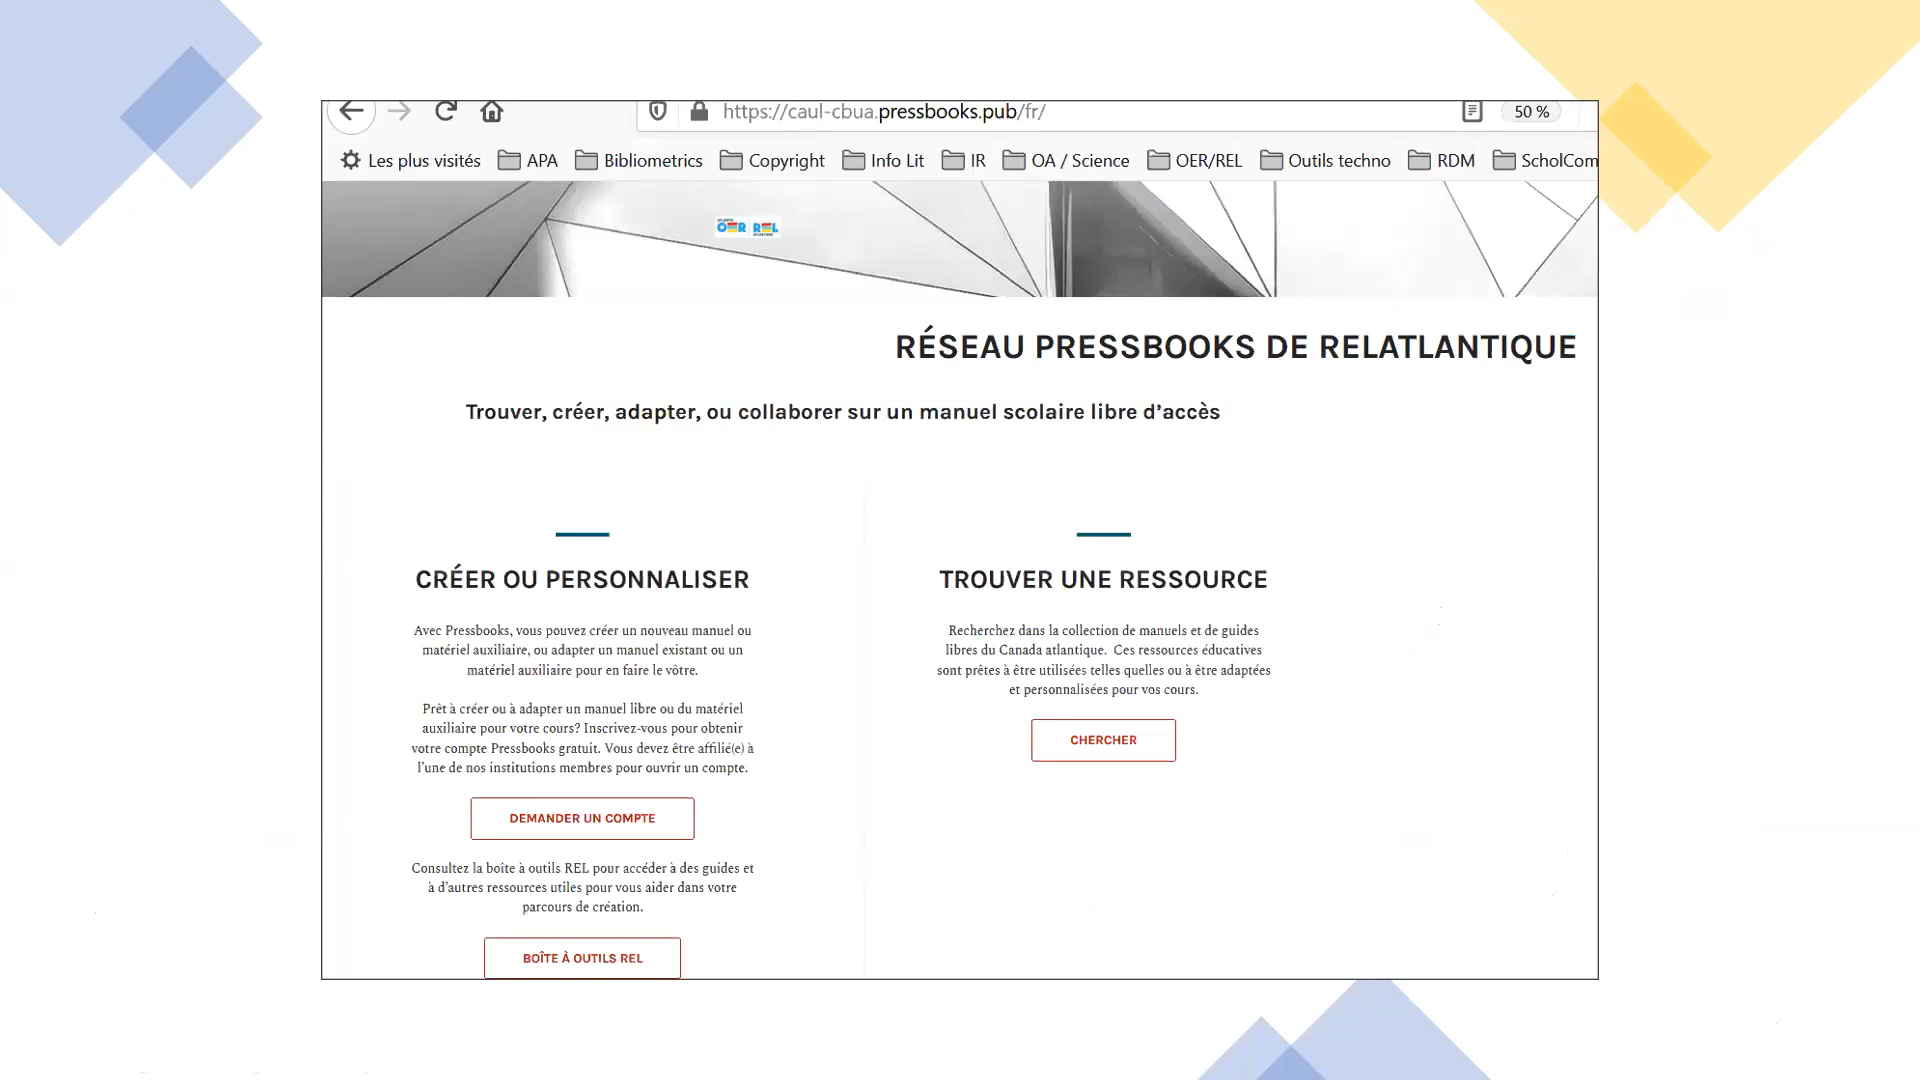 https://caul-cbua.pressbooks.pub/fr/
50 %
Les plus visités APA Bibliometrics Copyright Info Lit IR OA / Science OER/REL Outils techno RDM ScholCom
OER REL
RÉSEAU PRESSBOOKS DE RELATLANTIQUE
Trouver, créer, adapter, ou collaborer sur un manuel scolaire libre d’accès
CRÉER OU PERSONNALISER
Avec Pressbooks, vous pouvez créer un nouveau manuel ou
matériel auxiliaire, ou adapter un manuel existant ou un
matériel auxiliaire pour en faire le vôtre.
Prêt à créer ou à adapter un manuel libre ou du matériel
auxiliaire pour votre cours? Inscrivez-vous pour obtenir
votre compte Pressbooks gratuit. Vous devez être affilié(e) à
l’une de nos institutions membres pour ouvrir un compte.
DEMANDER UN COMPTE
Consultez la boîte à outils REL pour accéder à des guides et
à d’autres ressources utiles pour vous aider dans votre
parcours de création.
BOÎTE À OUTILS REL
TROUVER UNE RESSOURCE
Recherchez dans la collection de manuels et de guides
libres du Canada atlantique. Ces ressources éducatives
sont prêtes à être utilisées telles quelles ou à être adaptées
et personnalisées pour vos cours.
CHERCHER